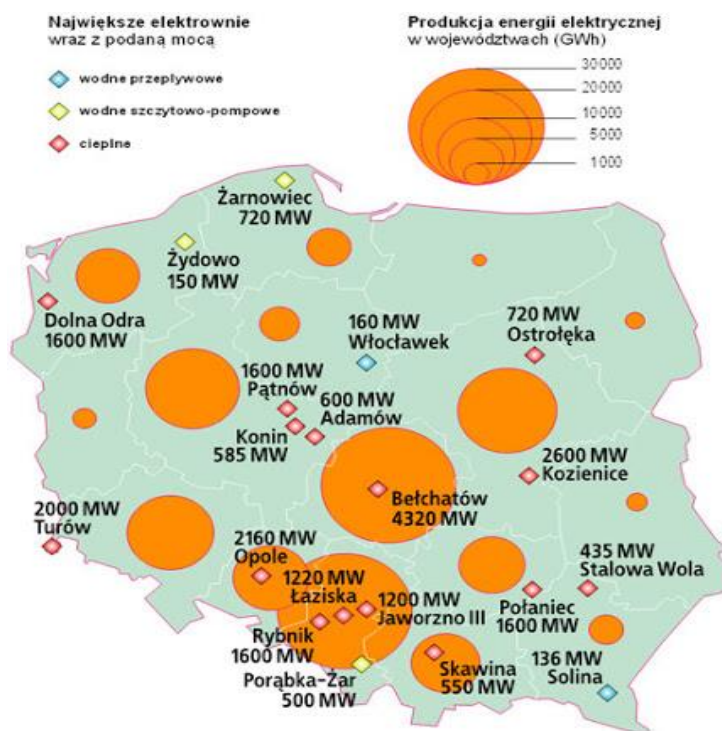 Największe elektrownie
wraz z podaną mocą
wodne przepływowe
wodne szczytowo-pompowe
cieplne
Produkcja energii elektrycznej
w województwach (GWh)
30000
20000
10000
5000
1000
Żarnowiec
720 MW
Żydowo
150 MW
Dolna Odra
1600 MW
160 MW
Włocławek
720 MW
Ostrołęka
1600 MW
Pątnów
600 MW
Adamów
Konin
585 MW
2600 MW
Kozienice
Bełchatów
4320 MW
2000 MW
Turów
2160 MW
Opole
435 MW
Stalowa Wola
1220 MW
Łaziska
1200 MW
Jaworzno III
Połaniec
1600 MW
Rybnik
1600 MW
Porąbka-Żar
500 MW
Skawina
550 MW
136 MW
Solina